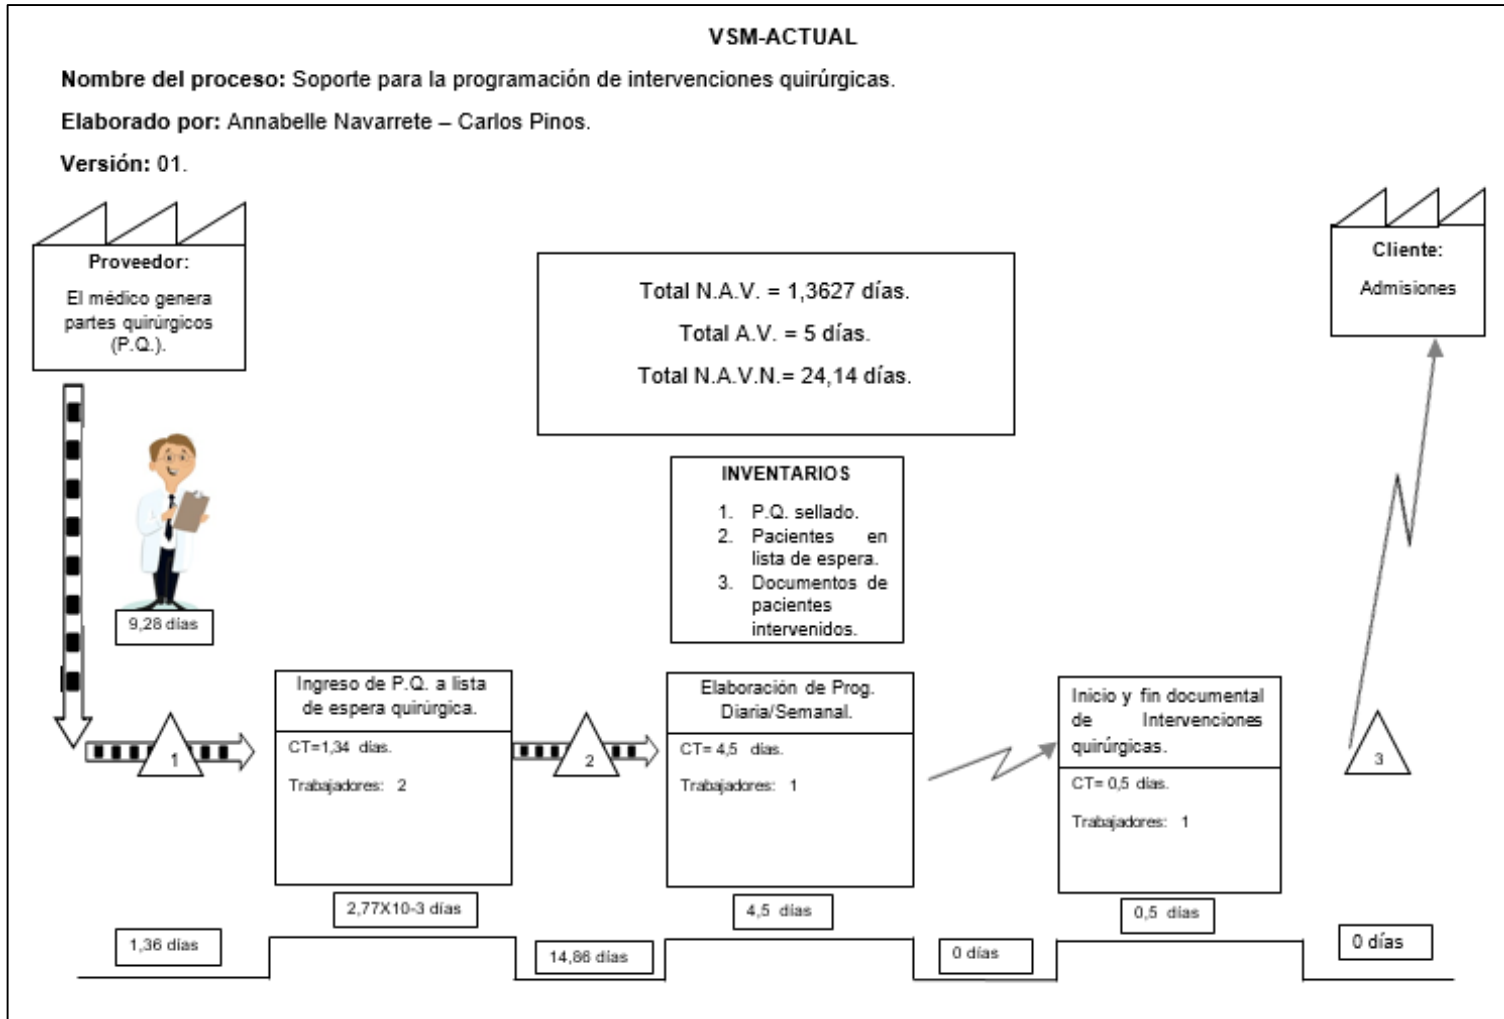 VSM-ACTUAL
Nombre del proceso: Soporte para la programación de intervenciones quirúrgicas.
Elaborado por: Annabelle Navarrete – Carlos Pinos.
Versión: 01.
Proveedor:
El médico genera
partes quirúrgicos
(P.Q.).
Total N.A.V. = 1,3627 días.
Total A.V. = 5 días.
Total N.A.V.N.= 24,14 días.
Cliente:
Admisiones
INVENTARIOS
1. P.Q. sellado.
2. Pacientes en
lista de espera.
3. Documentos de
pacientes
intervenidos.
9,28 días
1
Ingreso de P.Q. a lista
de espera quirúrgica.
CT=1,34 días.
Trabajadores: 2
2
Elaboración de Prog.
Diaria/Semanal.
CT= 4,5 días.
Trabajadores: 1
Inicio y fin documental
de Intervenciones
quirúrgicas.
CT= 0,5 días.
Trabajadores: 1
3
1,36 días
2,77X10-3 días
14,86 días
4,5 días
0 días
0,5 días
0 días